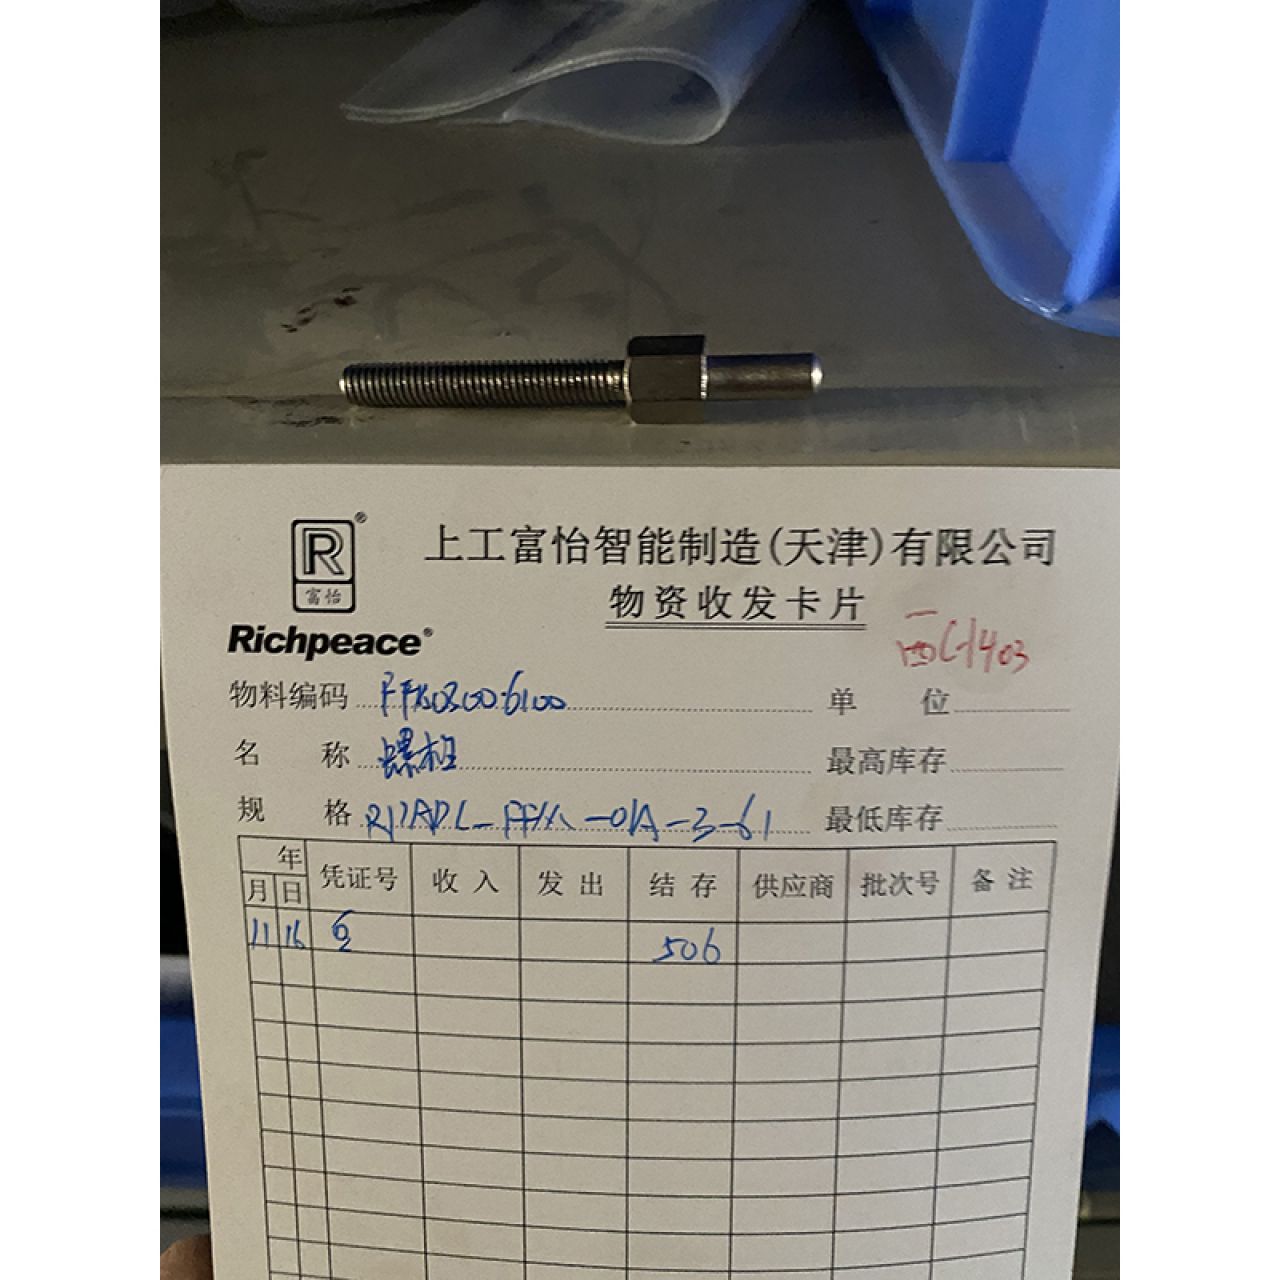 R®
富怡
Richpeace®
上工富怡智能制造(天津)有限公司
物资收发卡片
西C1403
物料编码 单 位
名 称 螺柱 最高库存
规 格 最低库存
年
月 日 凭证号 收入 发出 结存 供应商 批次号 备注
11 16 506